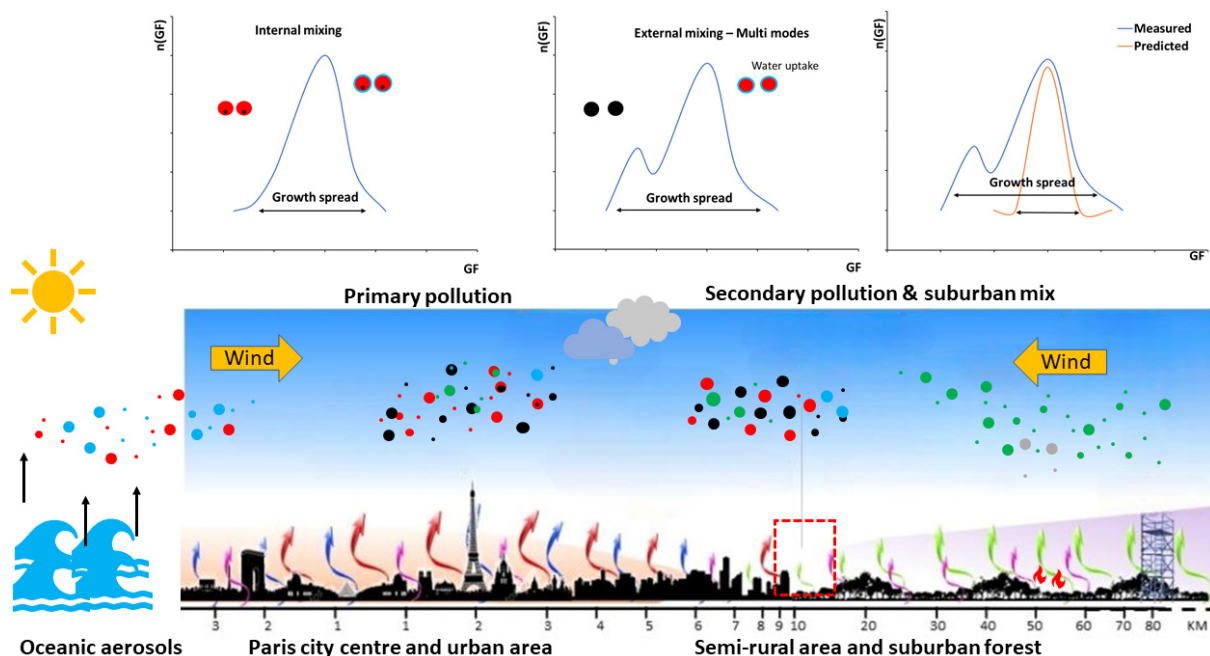 n(GF)
Internal mixing
Growth spread
GF
n(GF)
External mixing – Multi modes
Water uptake
Growth spread
GF
n(GF)
Measured
Predicted
Growth spread
GF
Primary pollution
Secondary pollution & suburban mix
Wind
Wind
3 2 1 1 2 3 4 5 6 7 8 9 10 20 30 40 50 60 70 80 KM
Oceanic aerosols
Paris city centre and urban area
Semi-rural area and suburban forest